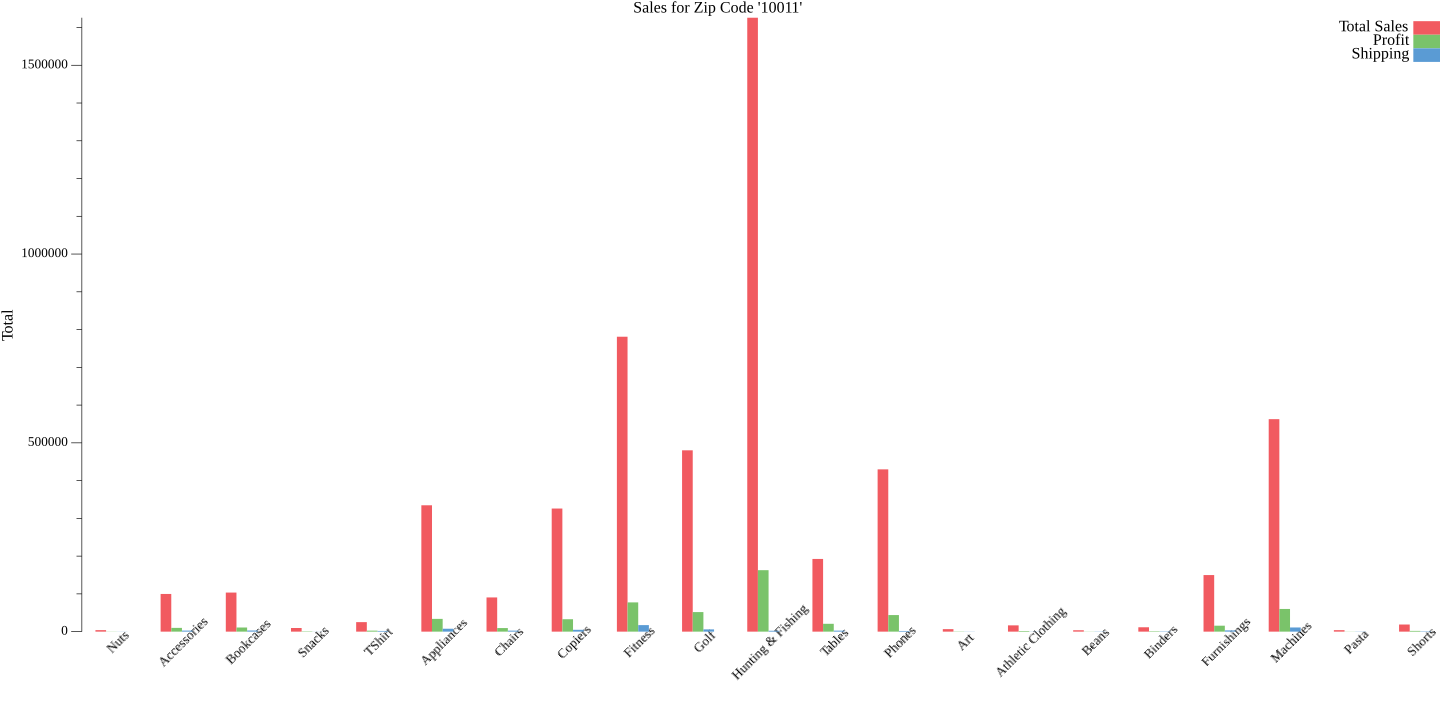 Sales for Zip Code '10011'
Total Sales
Profit
Shipping
1500000
1000000
500000
0
Total
Nuts
Accessories
Bookcases
Snacks
TShirt
Appliances
Chairs
Copiers
Fitness
Golf
Hunting & Fishing
Tables
Phones
Art
Athletic Clothing
Beans
Binders
Furnishings
Machines
Pasta
Shorts